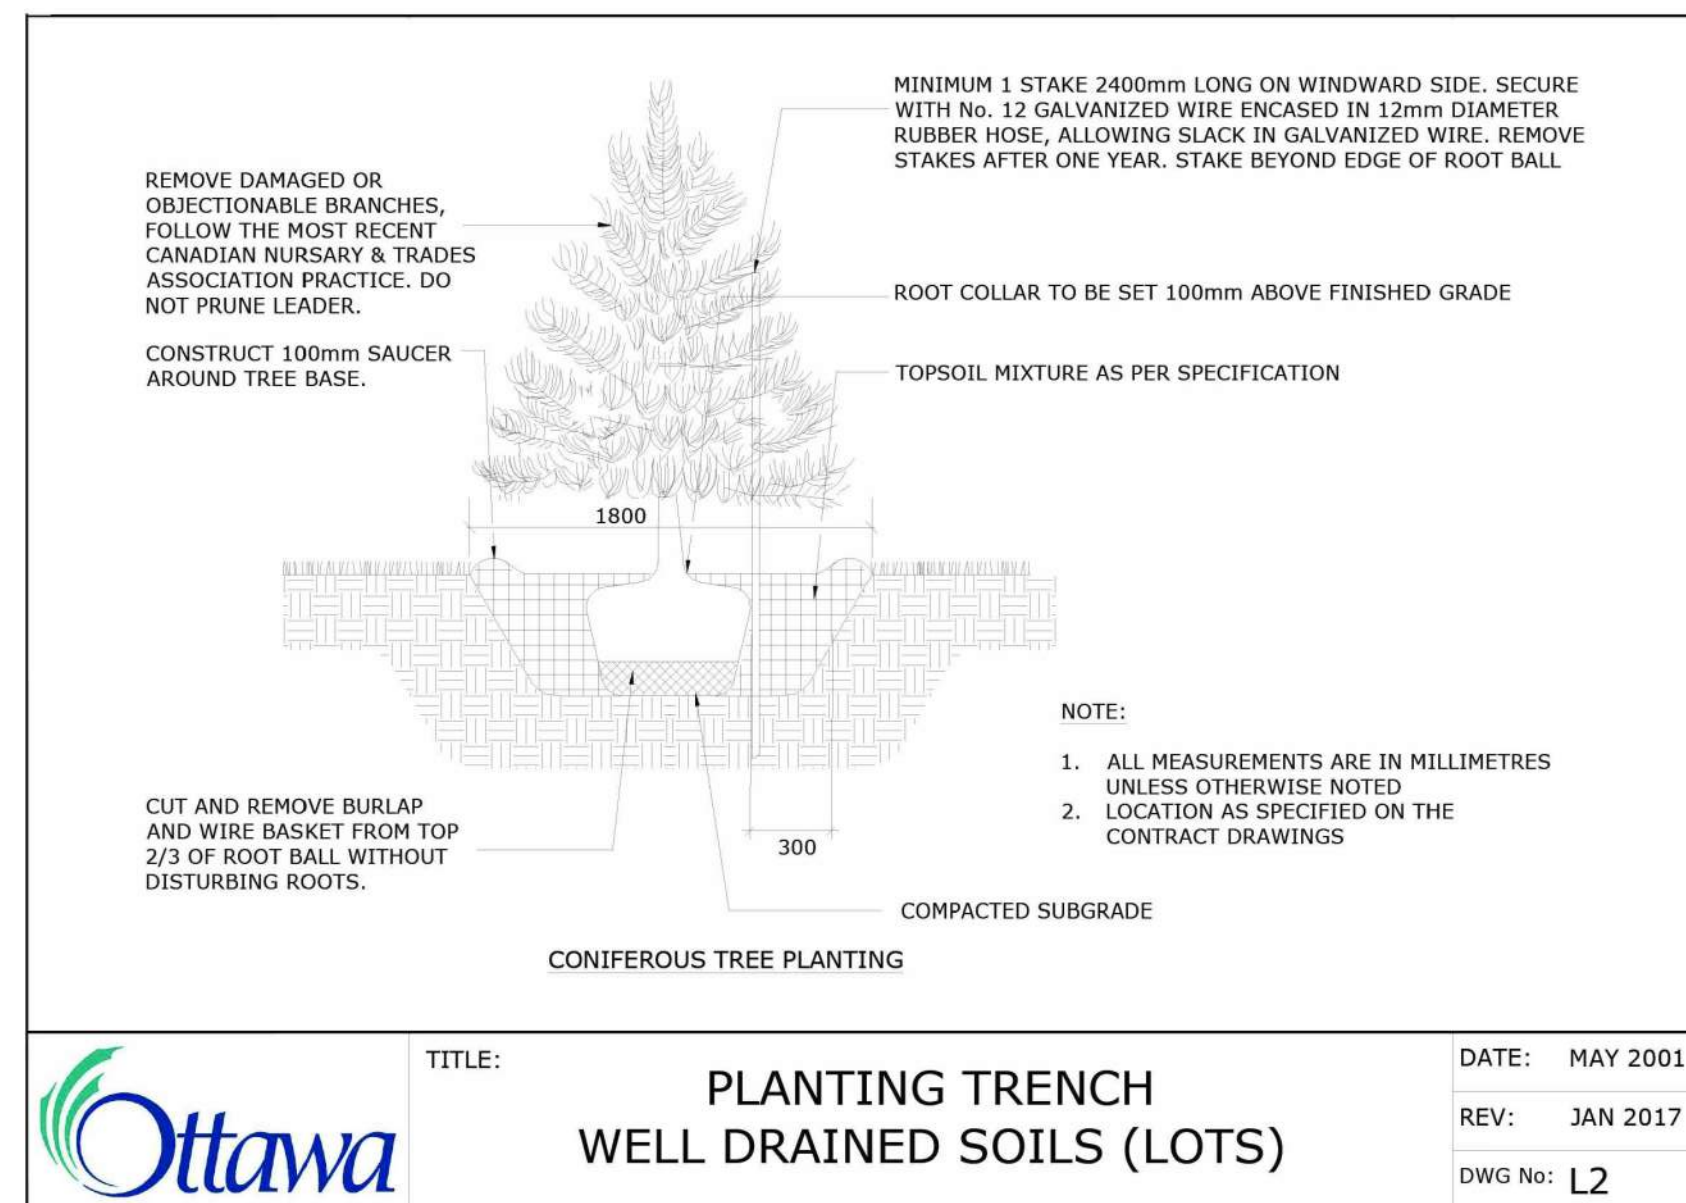 MINIMUM 1 STAKE 2400mm LONG ON WINDWARD SIDE. SECURE
WITH No. 12 GALVANIZED WIRE ENCASED IN 12mm DIAMETER
RUBBER HOSE, ALLOWING SLACK IN GALVANIZED WIRE. REMOVE
STAKES AFTER ONE YEAR. STAKE BEYOND EDGE OF ROOT BALL
REMOVE DAMAGED OR
OBJECTIONABLE BRANCHES,
FOLLOW THE MOST RECENT
CANADIAN NURSARY & TRADES
ASSOCIATION PRACTICE. DO
NOT PRUNE LEADER.
ROOT COLLAR TO BE SET 100mm ABOVE FINISHED GRADE
CONSTRUCT 100mm SAUCER
AROUND TREE BASE.
TOPSOIL MIXTURE AS PER SPECIFICATION
1800
NOTE:
1. ALL MEASUREMENTS ARE IN MILLIMETRES
UNLESS OTHERWISE NOTED
2. LOCATION AS SPECIFIED ON THE
CONTRACT DRAWINGS
CUT AND REMOVE BURLAP
AND WIRE BASKET FROM TOP
2/3 OF ROOT BALL WITHOUT
DISTURBING ROOTS.
300
COMPACTED SUBGRADE
CONIFEROUS TREE PLANTING
Ottawa
TITLE:
PLANTING TRENCH
WELL DRAINED SOILS (LOTS)
DATE: MAY 2001
REV: JAN 2017
DWG No: L2